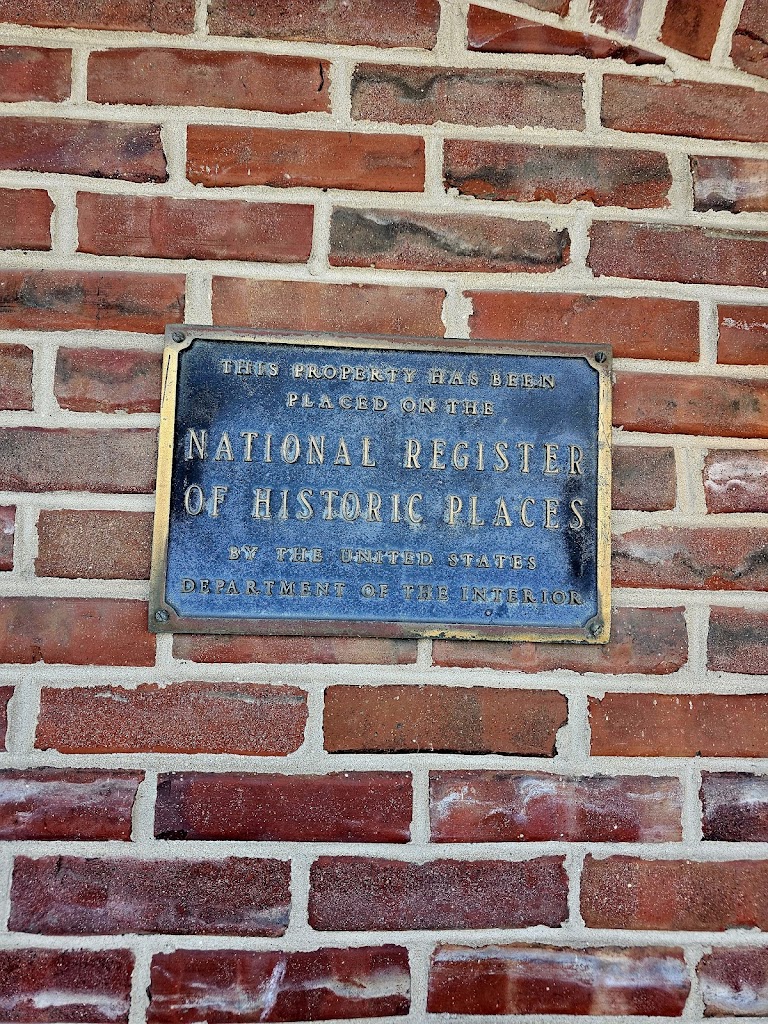 THIS PROPERTY HAS BEEN
PLACED ON THE
NATIONAL REGISTER
OF HISTORIC PLACES
BY THE UNITED STATES
DEPARTMENT OF THE INTERIOR